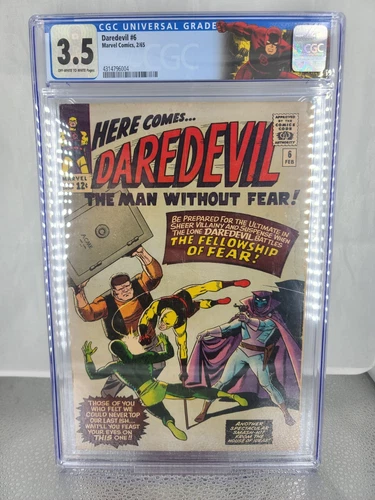 CGC UNIVERSAL GRADE
3.5
OFF-WHITE TO WHITE Pages
Daredevil #6
Marvel Comics, 2/65
4314796004
CGC
HERE COMES...
DAREDEVIL
THE MAN WITHOUT FEAR!
MARVEL
12¢
APPROVED
BY THE
COMICS CODE
AUTHORITY
6
FEB
BE PREPARED FOR THE ULTIMATE IN
SHEER VILLAINY AND SUSPENSE WHEN
THE LONE DAREDEVIL BATTLES
THE FELLOWSHIP
OF FEAR!
THOSE OF YOU
WHO FELT WE
COULD NEVER TOP
OUR LAST ISH...
WAIT'LL YOU FEAST
YOUR EYES ON
THIS ONE!!
ANOTHER
SPECTACULAR
SMASH-HIT
FROM THE
HOUSE OF IDEAS!